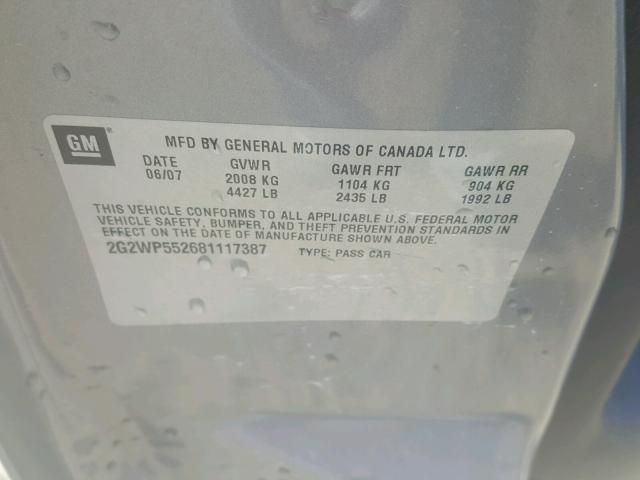 GM ®
MFD BY GENERAL MOTORS OF CANADA LTD.
DATE GVWR GAWR FRT GAWR RR
06/07 2008 KG 1104 KG 904 KG
4427 LB 2435 LB 1992 LB
THIS VEHICLE CONFORMS TO ALL APPLICABLE U.S. FEDERAL MOTOR
VEHICLE SAFETY, BUMPER, AND THEFT PREVENTION STANDARDS IN
EFFECT ON THE DATE OF MANUFACTURE SHOWN ABOVE.
2G2WP552681117387 TYPE: PASS CAR